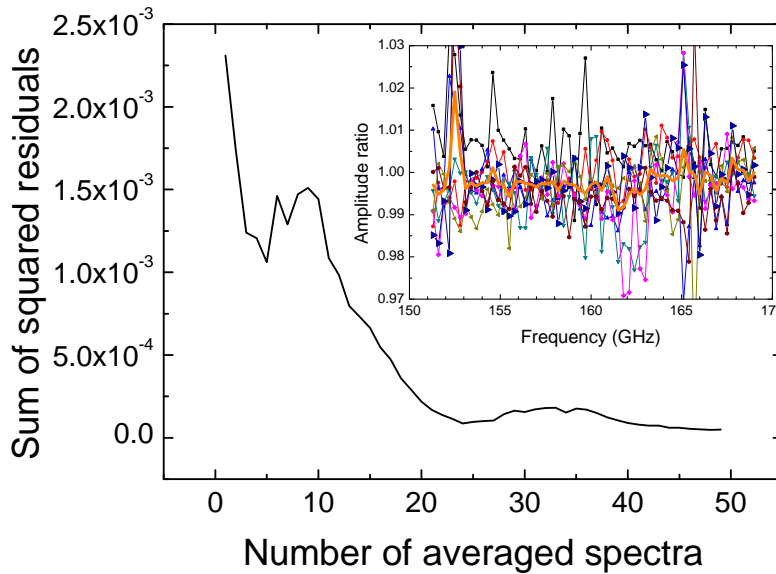 2.5x10-3
2.0x10-3
1.5x10-3
1.0x10-3
5.0x10-4
0.0
Sum of squared residuals
0 10 20 30 40 50
Number of averaged spectra
1.03
1.02
1.01
1.00
0.99
0.98
0.97
Amplitude ratio
150 155 160 165 17
Frequency (GHz)